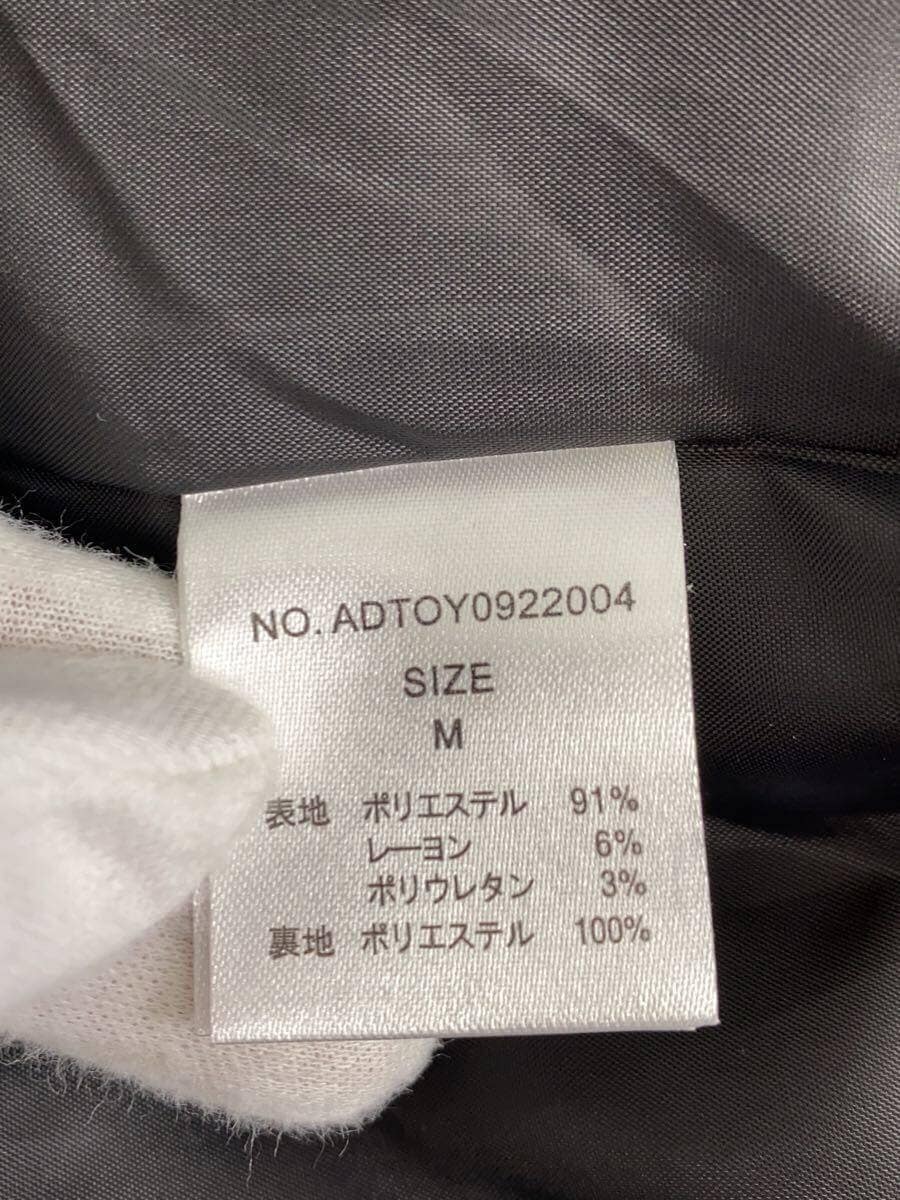 NO. ADTOY0922004
SIZE
M
表地 ポリエステル 91%
レーヨン 6%
ポリウレタン 3%
裏地 ポリエステル 100%